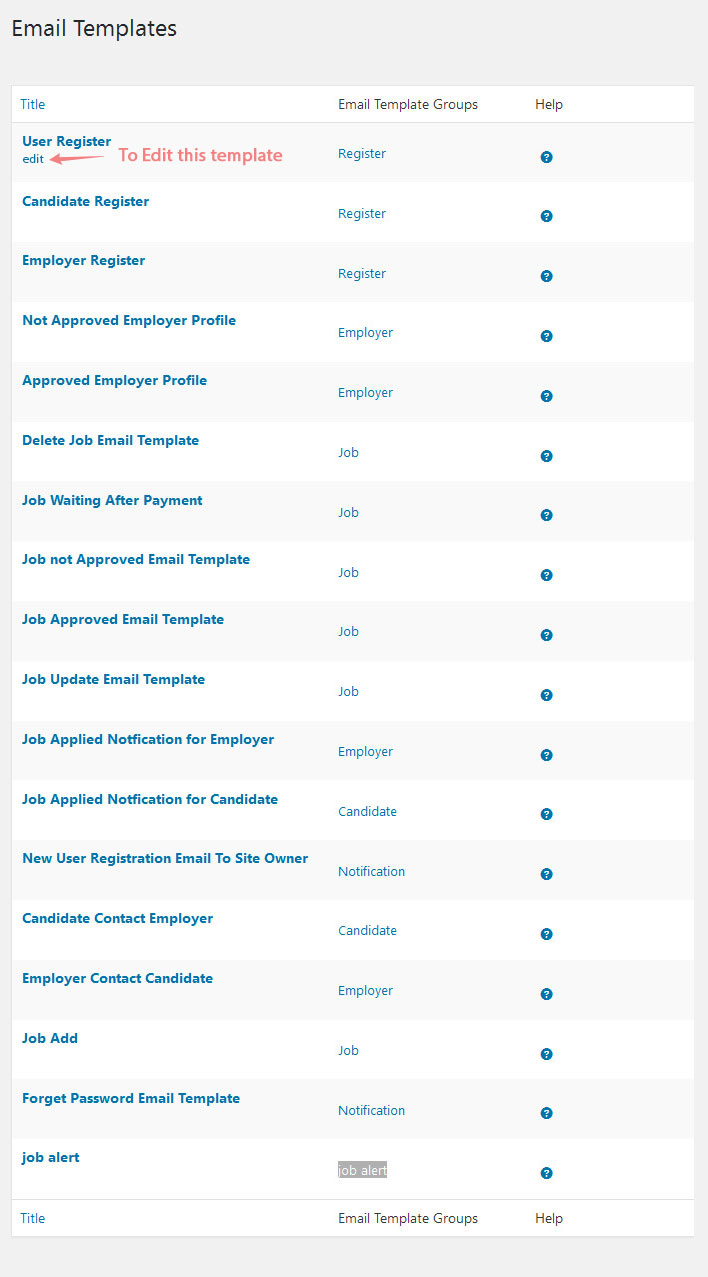 Email Templates
Title Email Template Groups Help
User Register
edit To Edit this template Register ?
Candidate Register
Register ?
Employer Register
Register ?
Not Approved Employer Profile
Employer ?
Approved Employer Profile
Employer ?
Delete Job Email Template
Job ?
Job Waiting After Payment
Job ?
Job not Approved Email Template
Job ?
Job Approved Email Template
Job ?
Job Update Email Template
Job ?
Job Applied Notfication for Employer
Employer ?
Job Applied Notfication for Candidate
Candidate ?
New User Registration Email To Site Owner
Notification ?
Candidate Contact Employer
Candidate ?
Employer Contact Candidate
Employer ?
Job Add
Job ?
Forget Password Email Template
Notification ?
job alert
job alert ?
Title Email Template Groups Help